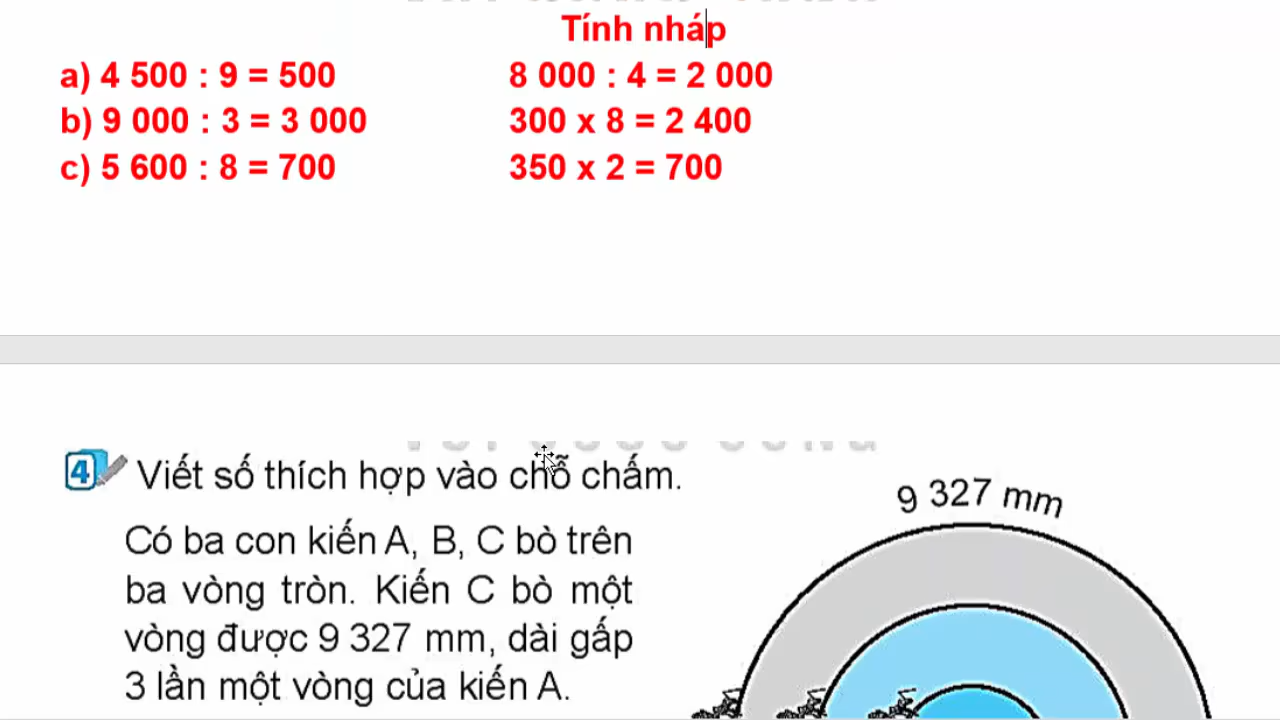 Tính nháp
a) 4 500 : 9 = 500 8 000 : 4 = 2 000
b) 9 000 : 3 = 3 000 300 x 8 = 2 400
c) 5 600 : 8 = 700 350 x 2 = 700
4 Viết số thích hợp vào chỗ chấm.
9 327 mm
Có ba con kiến A, B, C bò trên
ba vòng tròn. Kiến C bò một
vòng được 9 327 mm, dài gấp
3 lần một vòng của kiến A.